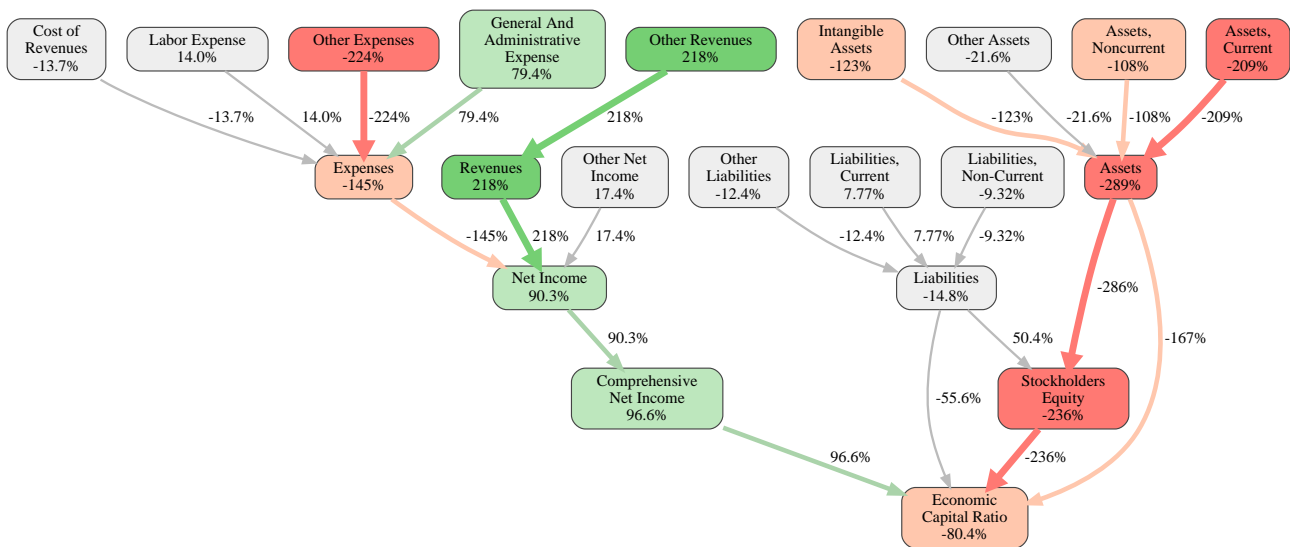 Cost of
Revenues
-13.7%
Labor Expense
14.0%
Other Expenses
-224%
General And
Administrative
Expense
79.4%
Other Revenues
218%
Intangible
Assets
-123%
Other Assets
-21.6%
Assets,
Noncurrent
-108%
Assets,
Current
-209%
-13.7%
14.0%
-224%
79.4%
218%
-123%
-21.6%
-108%
-209%
Expenses
-145%
Revenues
218%
Other Net
Income
17.4%
Other
Liabilities
-12.4%
Liabilities,
Current
7.77%
Liabilities,
Non-Current
-9.32%
Assets
-289%
-145%
218%
17.4%
-12.4%
7.77%
-9.32%
Net Income
90.3%
Liabilities
-14.8%
-286%
90.3%
50.4%
-167%
Comprehensive
Net Income
96.6%
Stockholders
Equity
-236%
-55.6%
96.6%
-236%
Economic
Capital Ratio
-80.4%